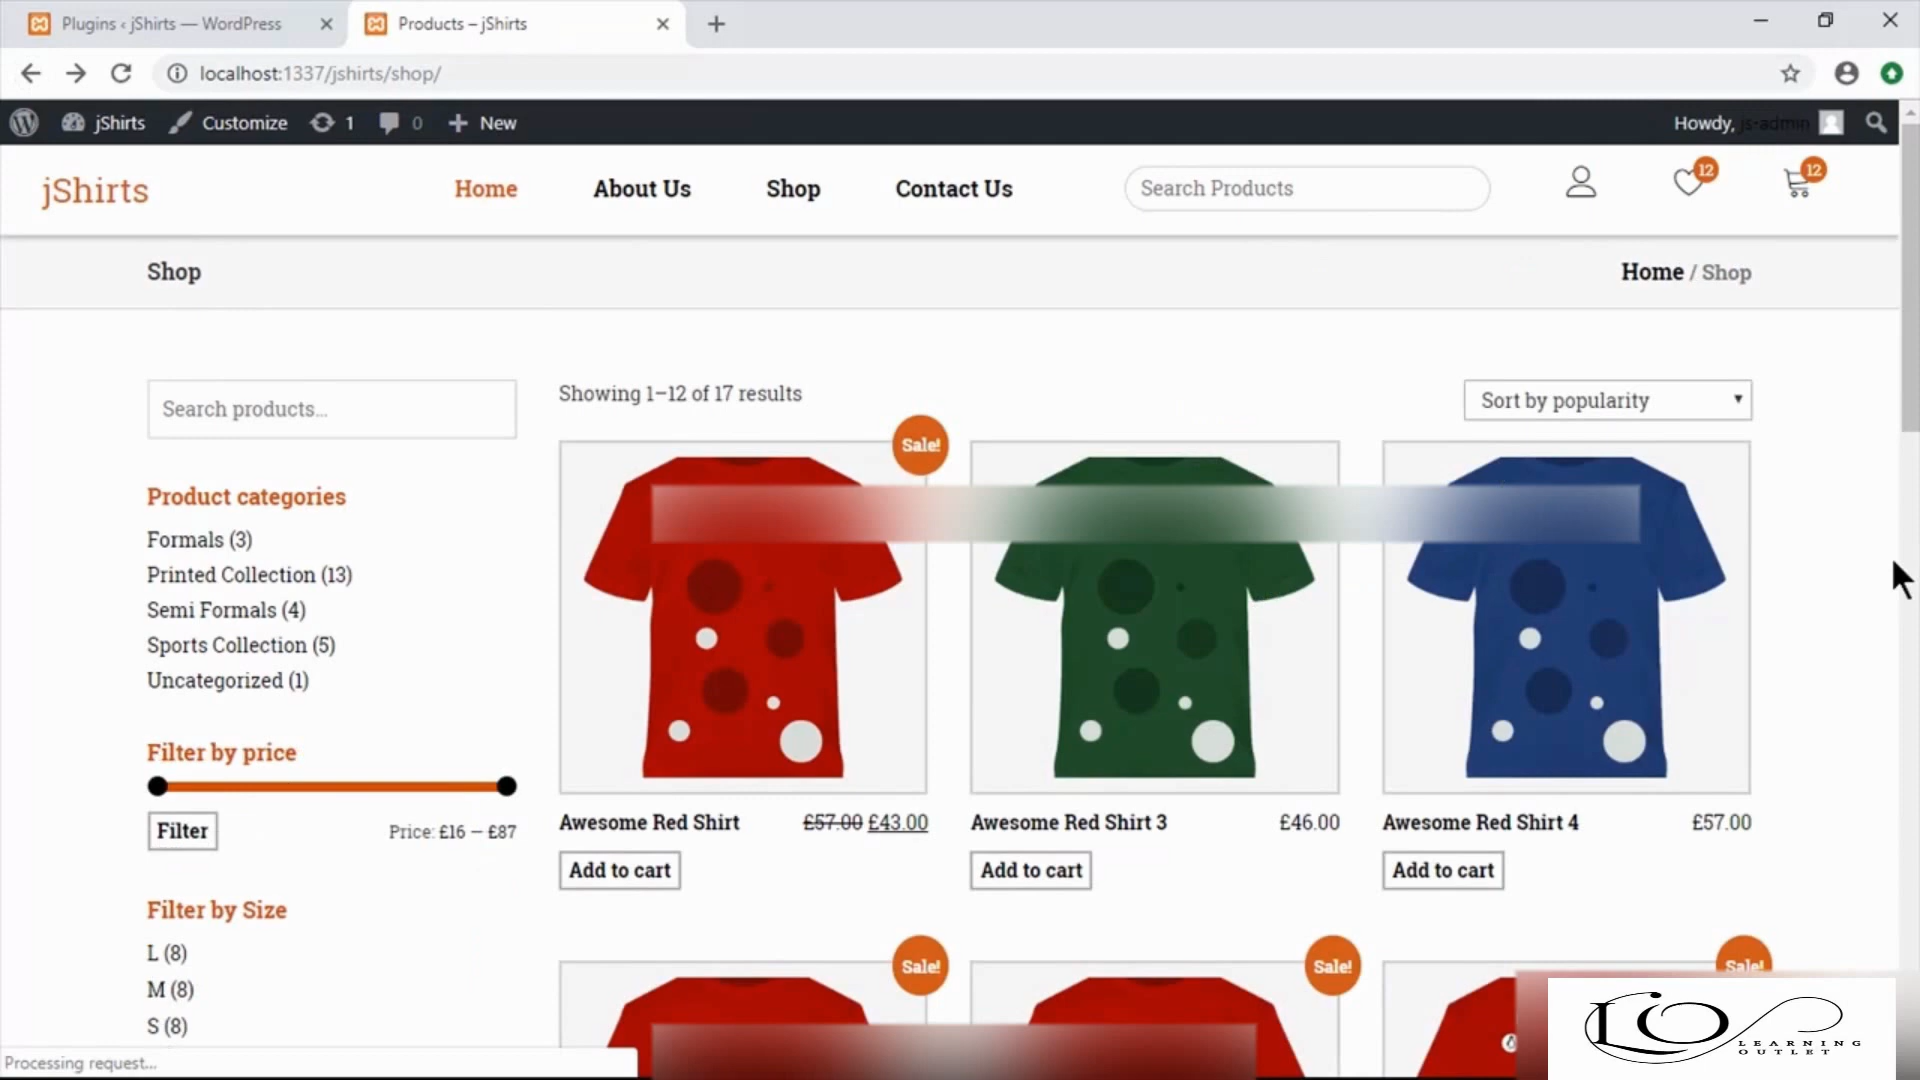 Plugins ‹ jShirts — WordPress
Products – jShirts
localhost:1337/jshirts/shop/
jShirts
Customize
1
0
New
Howdy, js-admin
jShirts
Home
About Us
Shop
Contact Us
Search Products
12
12
Shop
Home / Shop
Search products...
Showing 1–12 of 17 results
Sort by popularity
Sale!
Product categories
Formals (3)
Printed Collection (13)
Semi Formals (4)
Sports Collection (5)
Uncategorized (1)
Filter by price
Filter
Price: £16 — £87
Awesome Red Shirt
£57.00 £43.00
Add to cart
Awesome Red Shirt 3
£46.00
Add to cart
Awesome Red Shirt 4
£57.00
Add to cart
Filter by Size
L (8)
M (8)
S (8)
Sale!
Sale!
Sale!
Processing request...
LO
LEARNING
OUTLET